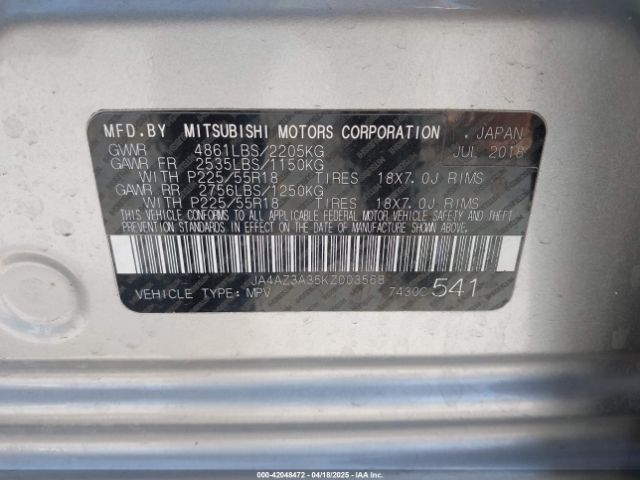 MFD.BY MITSUBISHI MOTORS CORPORATION . JAPAN
GVWR 4861LBS/2205KG JUL 2018
GAWR FR 2535LBS/1150KG
WITH P225/55R18 TIRES 18X7.0J RIMS
GAWR RR 2756LBS/1250KG
WITH P225/55R18 TIRES 18X7.0J RIMS
THIS VEHICLE CONFORMS TO ALL APPLICABLE FEDERAL MOTOR VEHICLE SAFETY AND THEFT
PREVENTION STANDARDS IN EFFECT ON THE DATE OF MANUFACTURE SHOWN ABOVE.
JA4AZ3A35KZ003568
VEHICLE TYPE: MPV 7430C 541
000-42048472 - 04/18/2025 - IAAI.COM